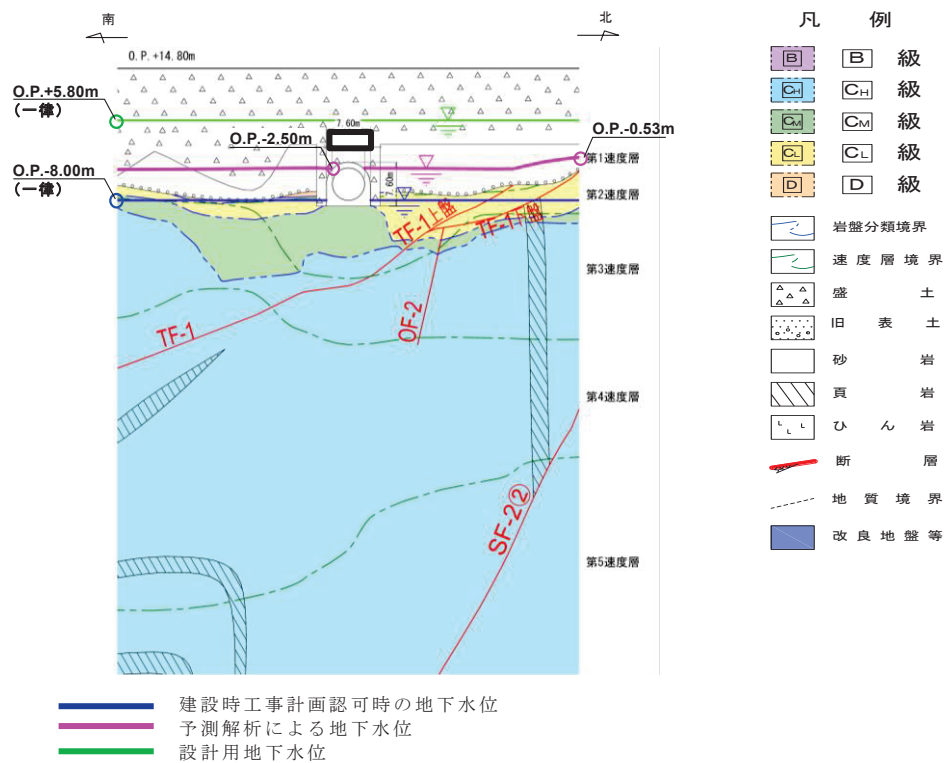 南
北
O.P.+14.80m
O.P.+5.80m
(一律)
7.60m
O.P.-2.50m
O.P.-0.53m
第1速度層
O.P.-8.00m
(一律)
7.60m
第2速度層
TF-1上盤
TF-1上盤
第3速度層
TF-1
OF-2
第4速度層
SF-2②
第5速度層
凡 例
B B 級
CH CH 級
CM CM 級
CL CL 級
D D 級
岩盤分類境界
速度層境界
盛 土
旧表土
砂 岩
頁 岩
ひん岩
断 層
地質境界
改良地盤等
建設時工事計画認可時の地下水位
予測解析による地下水位
設計用地下水位